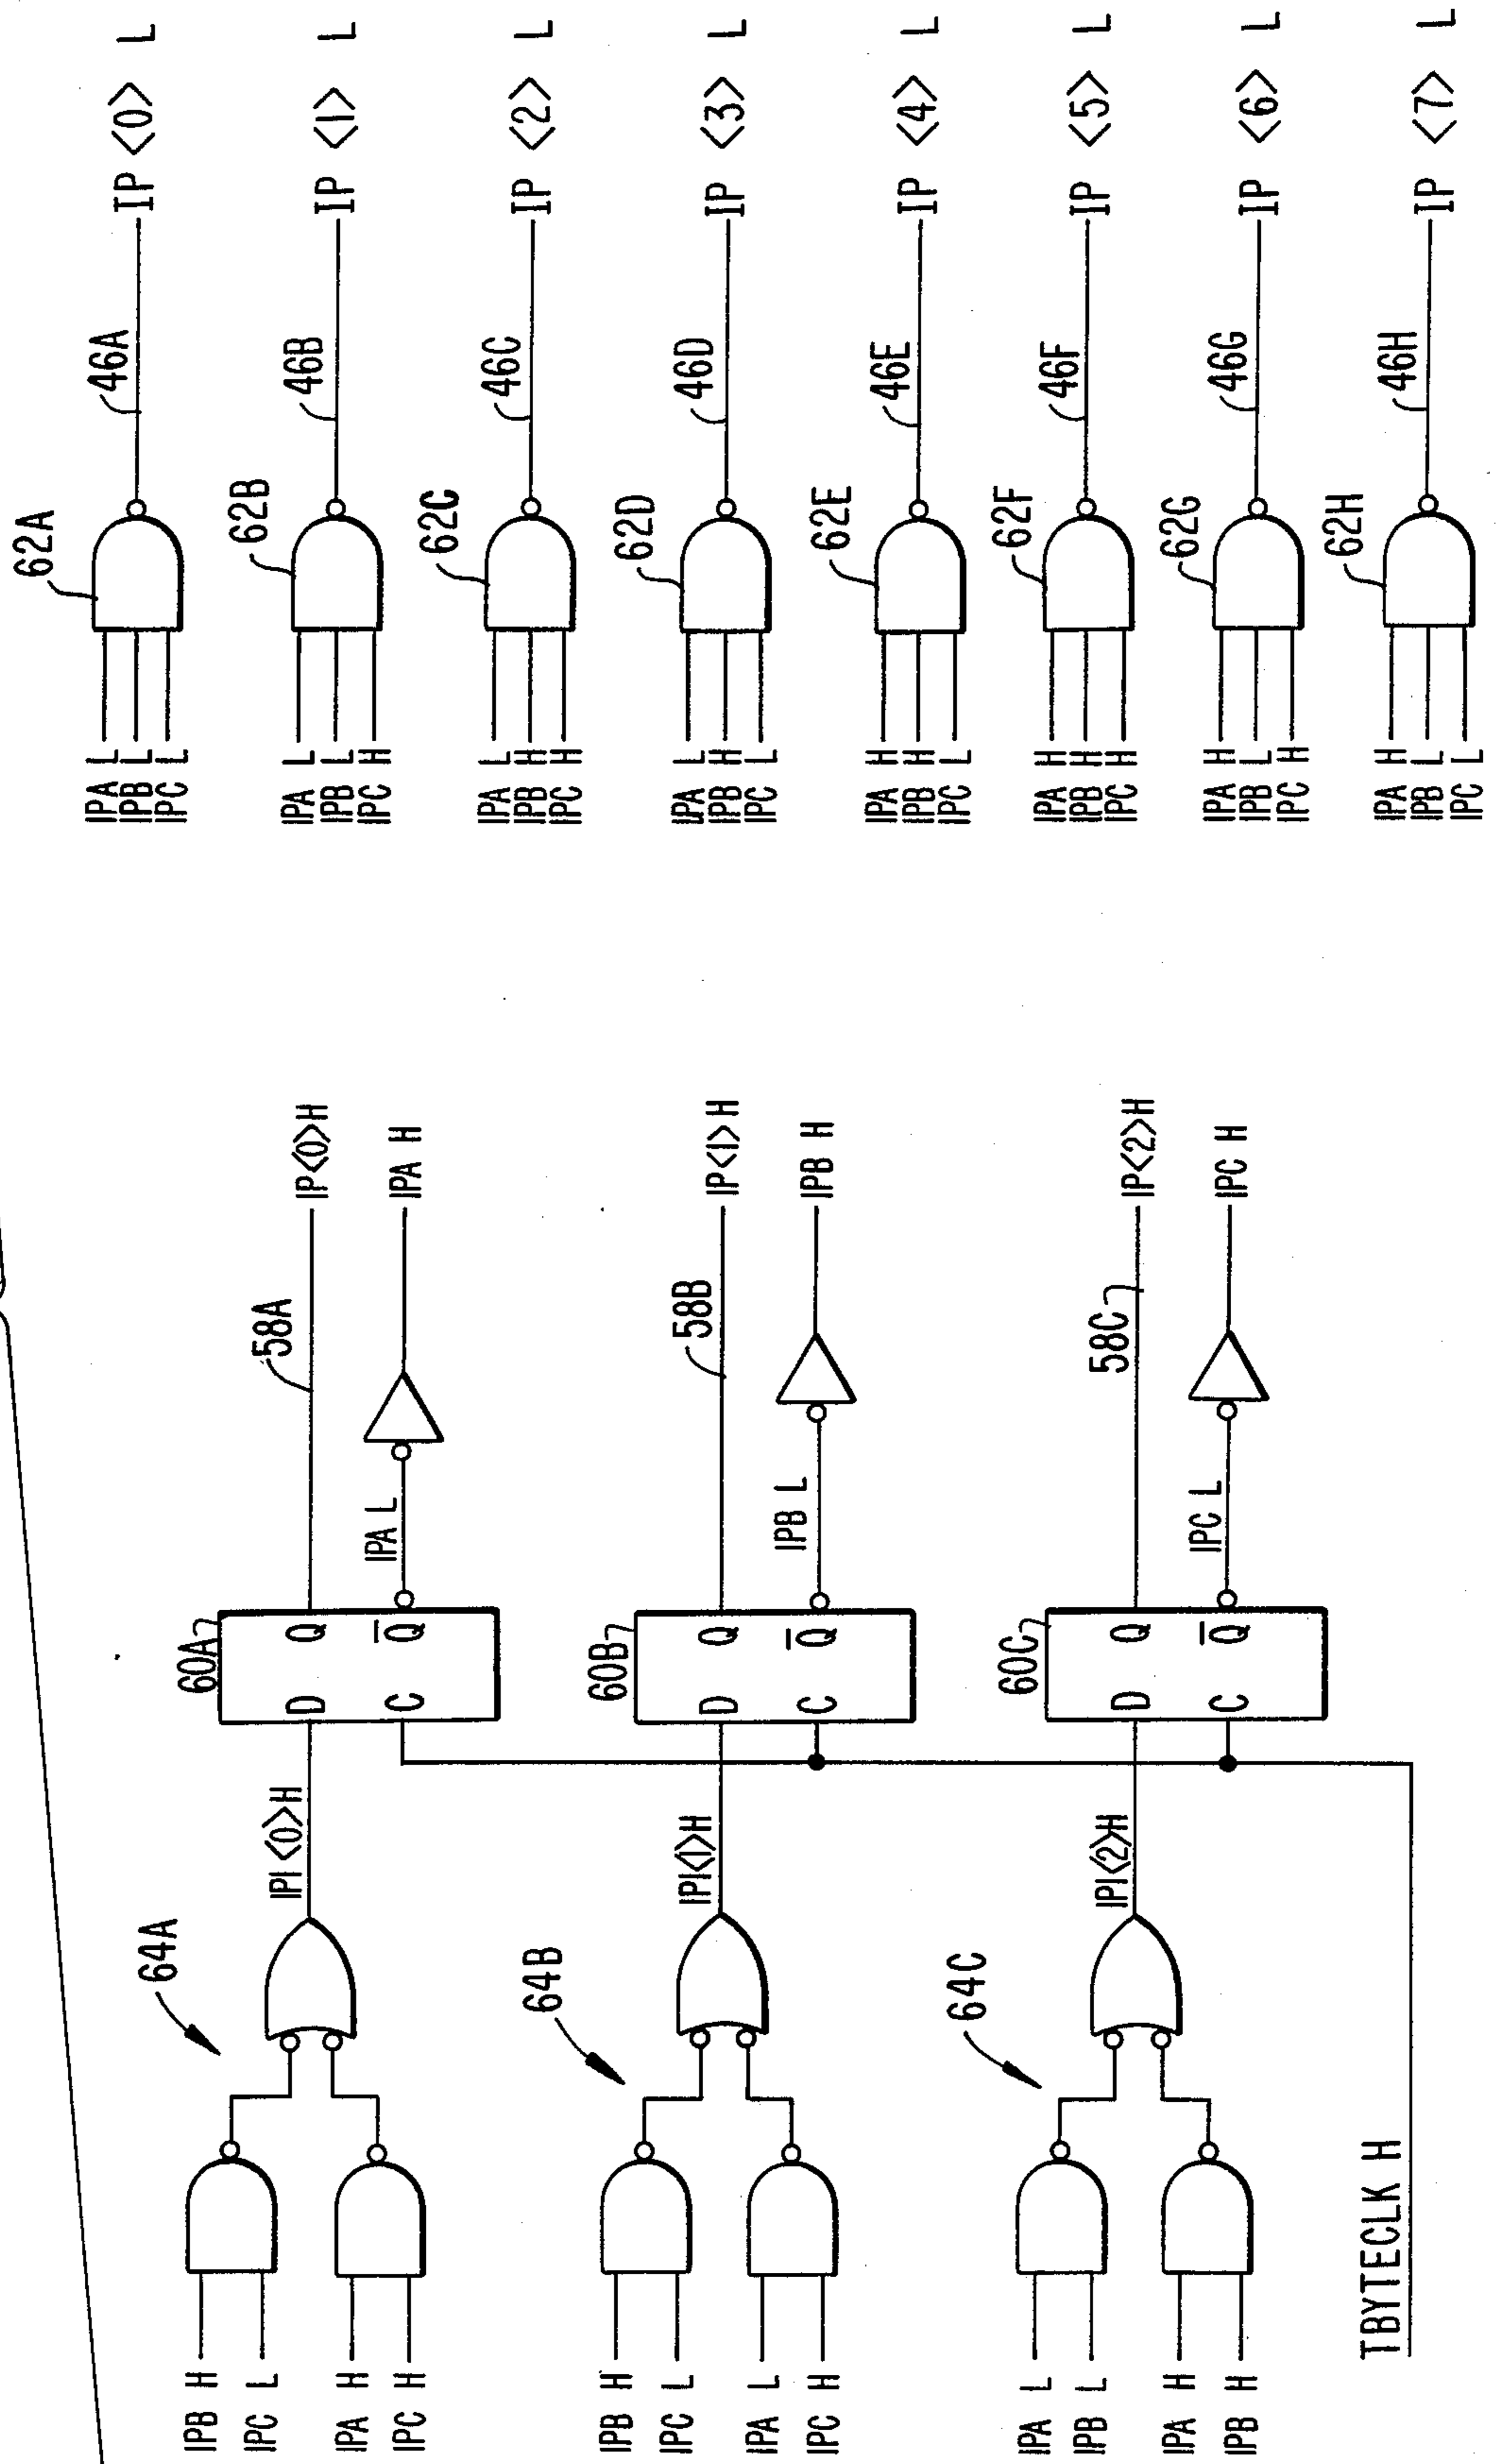 64A
IPB H
IPC L
IPA H
IPC H
IPI<0>H
60A
D
Q
C
Q̅
58A
IP<0>H
IPA L
IPA H
64B
IPB H
IPC L
IPA L
IPC H
IPI<1>H
60B
D
Q
C
Q̅
58B
IP<1>H
IPB L
IPB H
64C
IPA L
IPB L
IPA H
IPB H
IPI<2>H
60C
D
Q
C
Q̅
58C
IP<2>H
IPC L
IPC H
TBYTECLK H
62A
IPA L
IPB L
IPC L
46A
IP <0> L
62B
IPA L
IPB L
IPC H
46B
IP <1> L
62C
IPA L
IPB H
IPC H
46C
IP <2> L
62D
IPA L
IPB H
IPC L
46D
IP <3> L
62E
IPA H
IPB H
IPC L
46E
IP <4> L
62F
IPA H
IPB H
IPC H
46F
IP <5> L
62G
IPA H
IPB L
IPC H
46G
IP <6> L
62H
IPA H
IPB L
IPC L
46H
IP <7> L